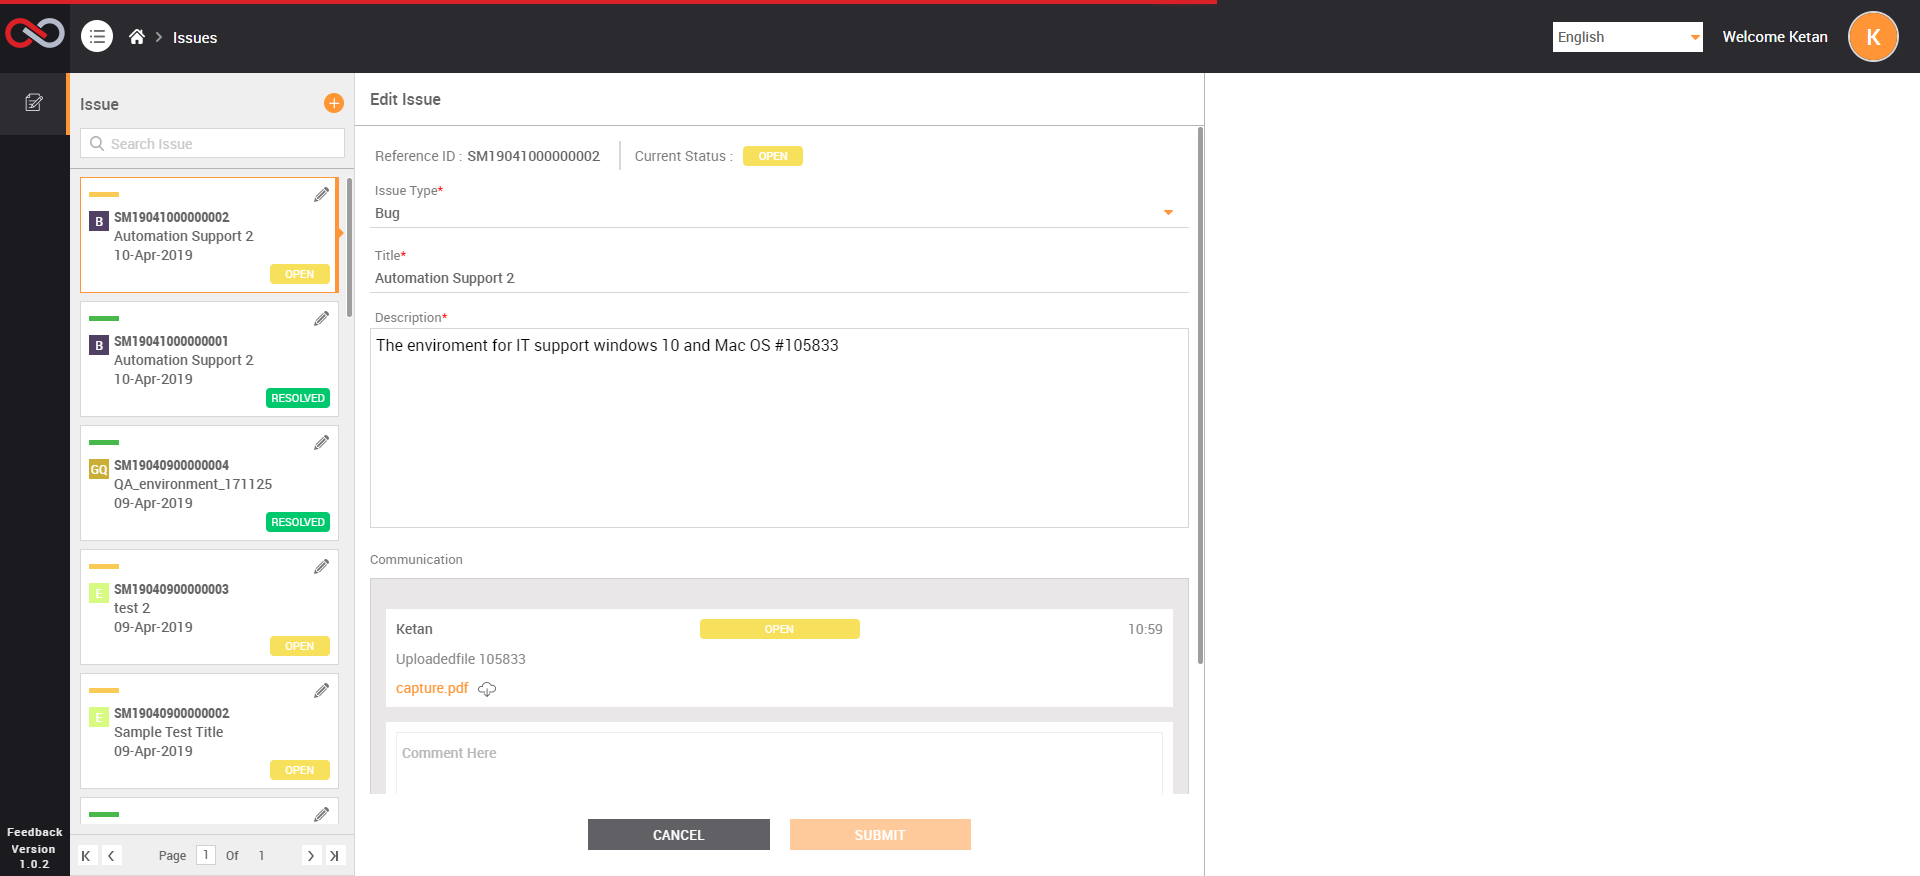 Issues
English
Welcome Ketan
K
Issue
Search Issue
B
SM19041000000002
Automation Support 2
10-Apr-2019
OPEN
B
SM19041000000001
Automation Support 2
10-Apr-2019
RESOLVED
GQ
SM19040900000004
QA_environment_171125
09-Apr-2019
RESOLVED
E
SM19040900000003
test 2
09-Apr-2019
OPEN
E
SM19040900000002
Sample Test Title
09-Apr-2019
OPEN
Page 1 Of 1
Feedback
Version
1.0.2
Edit Issue
Reference ID : SM19041000000002
Current Status : OPEN
Issue Type*
Bug
Title*
Automation Support 2
Description*
The enviroment for IT support windows 10 and Mac OS #105833
Communication
Ketan OPEN 10:59
Uploadedfile 105833
capture.pdf
Comment Here
CANCEL SUBMIT